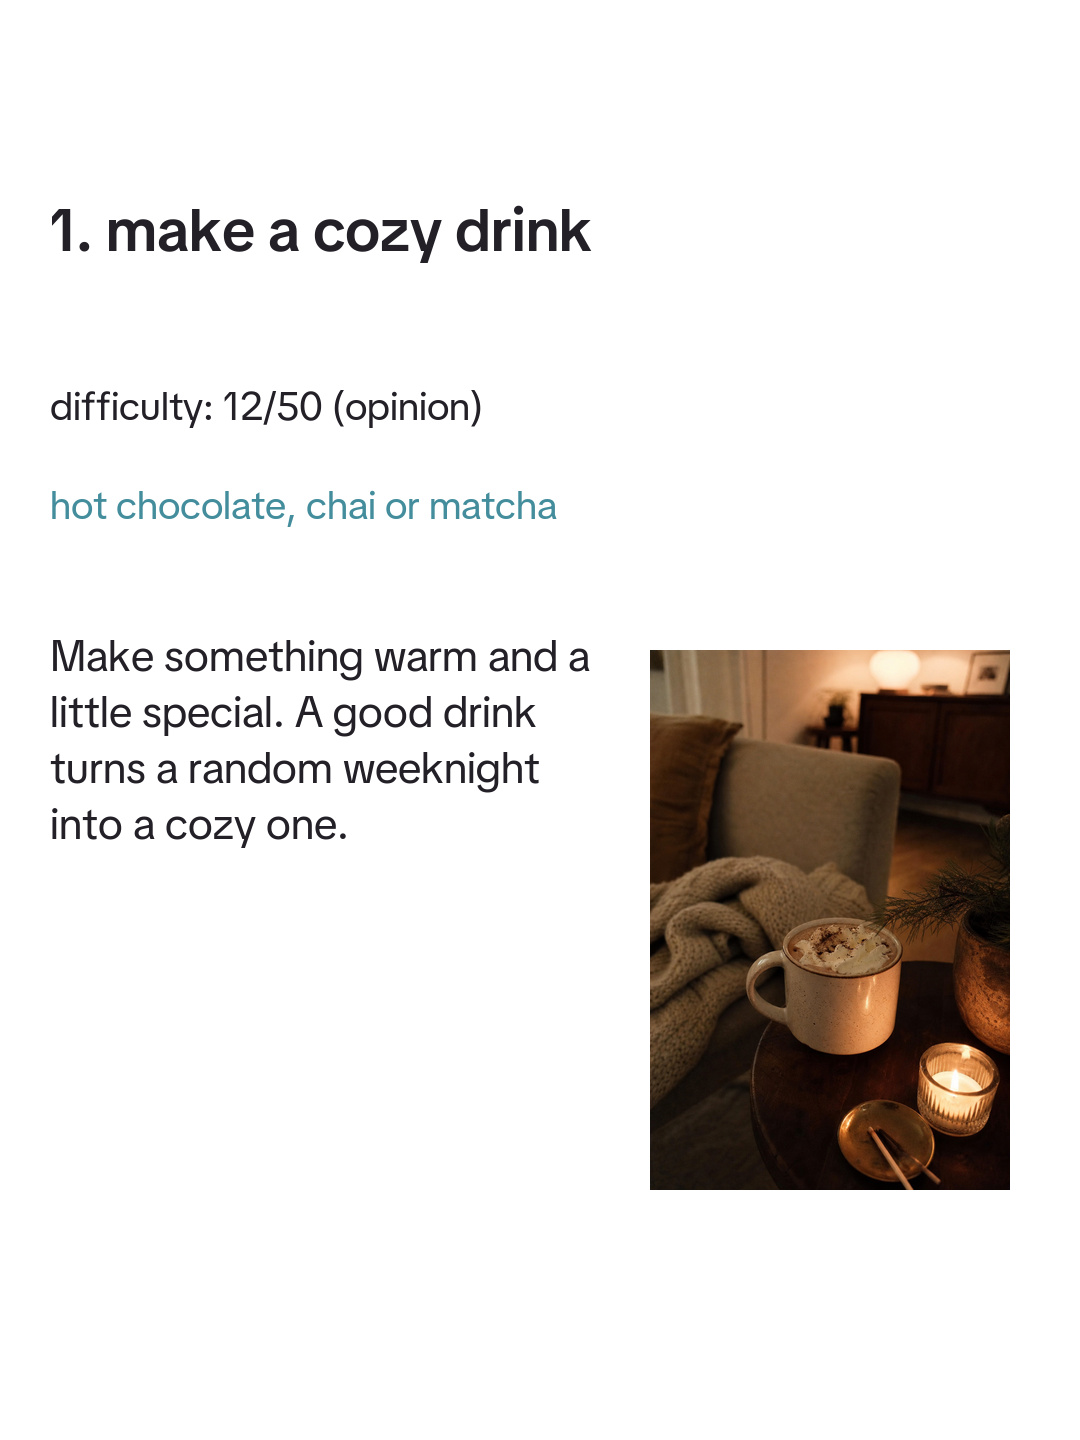 1. make a cozy drink
difficulty: 12/50 (opinion)
hot chocolate, chai or matcha
Make something warm and a
little special. A good drink
turns a random weeknight
into a cozy one.